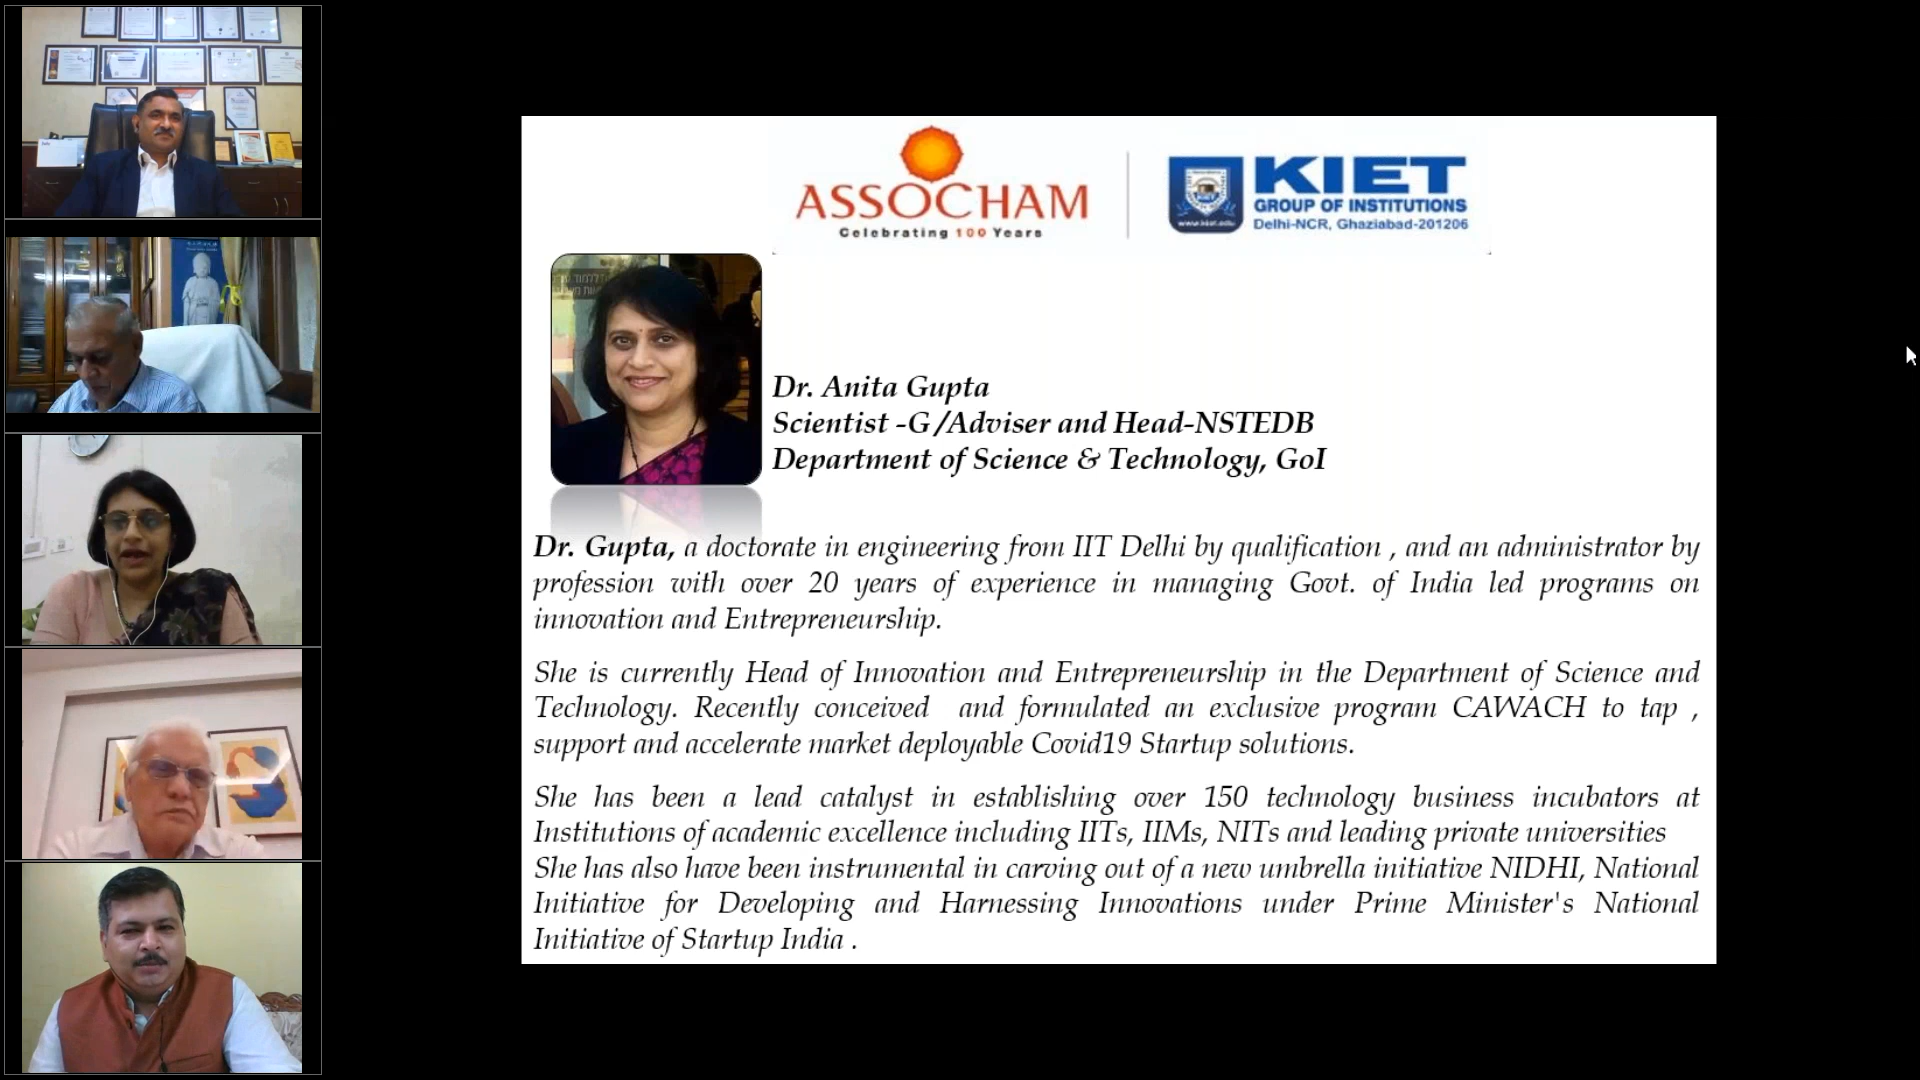 ASSOCHAM
Celebrating 100 Years
KIET
GROUP OF INSTITUTIONS
Delhi-NCR, Ghaziabad-201206
KIET
www.kiet.edu
Dr. Anita Gupta
Scientist -G/Adviser and Head-NSTEDB
Department of Science & Technology, GoI
Dr. Gupta, a doctorate in engineering from IIT Delhi by qualification , and an administrator by
profession with over 20 years of experience in managing Govt. of India led programs on
innovation and Entrepreneurship.
She is currently Head of Innovation and Entrepreneurship in the Department of Science and
Technology. Recently conceived and formulated an exclusive program CAWACH to tap ,
support and accelerate market deployable Covid19 Startup solutions.
She has been a lead catalyst in establishing over 150 technology business incubators at
Institutions of academic excellence including IITs, IIMs, NITs and leading private universities
She has also have been instrumental in carving out of a new umbrella initiative NIDHI, National
Initiative for Developing and Harnessing Innovations under Prime Minister's National
Initiative of Startup India .